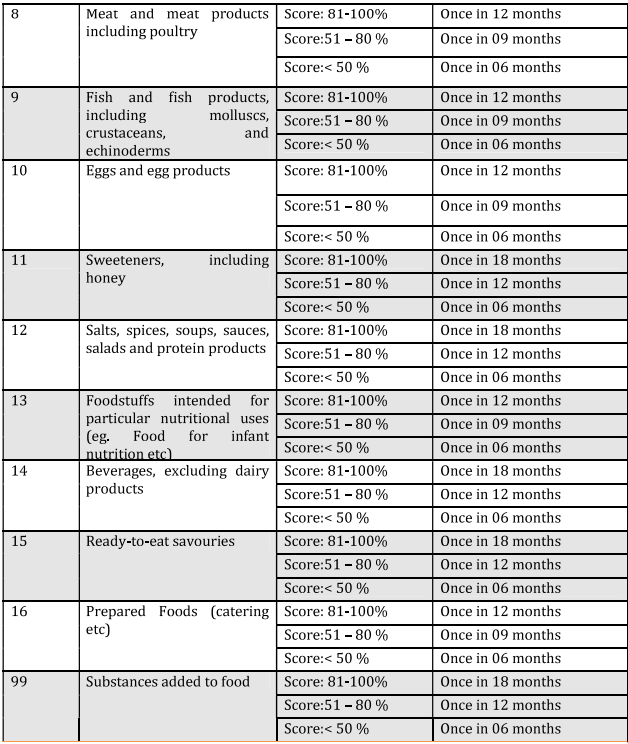 8 Meat and meat products Score: 81-100% Once in 12 months
including poultry Score:51 – 80 % Once in 09 months
Score:< 50 % Once in 06 months
9 Fish and fish products, Score: 81-100% Once in 12 months
including molluscs, Score:51 – 80 % Once in 09 months
crustaceans, and
echinoderms Score:< 50 % Once in 06 months
10 Eggs and egg products Score: 81-100% Once in 12 months
Score:51 – 80 % Once in 09 months
Score:< 50 % Once in 06 months
11 Sweeteners, including Score: 81-100% Once in 18 months
honey Score:51 – 80 % Once in 12 months
Score:< 50 % Once in 06 months
12 Salts, spices, soups, sauces, Score: 81-100% Once in 18 months
salads and protein products Score:51 – 80 % Once in 12 months
Score:< 50 % Once in 06 months
13 Foodstuffs intended for Score: 81-100% Once in 12 months
particular nutritional uses Score:51 – 80 % Once in 09 months
(eg. Food for infant Score:< 50 % Once in 06 months
nutrition etc)
14 Beverages, excluding dairy Score: 81-100% Once in 18 months
products Score:51 – 80 % Once in 12 months
Score:< 50 % Once in 06 months
15 Ready-to-eat savouries Score: 81-100% Once in 18 months
Score:51 – 80 % Once in 12 months
Score:< 50 % Once in 06 months
16 Prepared Foods (catering Score: 81-100% Once in 12 months
etc) Score:51 – 80 % Once in 09 months
Score:< 50 % Once in 06 months
99 Substances added to food Score: 81-100% Once in 18 months
Score:51 – 80 % Once in 12 months
Score:< 50 % Once in 06 months